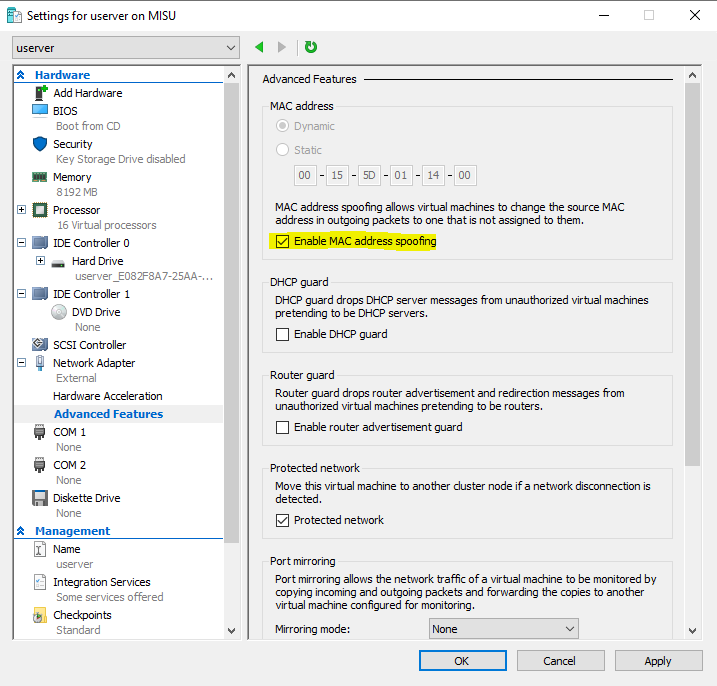 Settings for userver on MISU
userver
Hardware
Add Hardware
BIOS
Boot from CD
Security
Key Storage Drive disabled
Memory
8192 MB
Processor
16 Virtual processors
IDE Controller 0
Hard Drive
userver_E082F8A7-25AA-...
IDE Controller 1
DVD Drive
None
SCSI Controller
Network Adapter
External
Hardware Acceleration
Advanced Features
COM 1
None
COM 2
None
Diskette Drive
None
Management
Name
userver
Integration Services
Some services offered
Checkpoints
Standard
Advanced Features
MAC address
Dynamic
Static
00 - 15 - 5D - 01 - 14 - 00
MAC address spoofing allows virtual machines to change the source MAC
address in outgoing packets to one that is not assigned to them.
Enable MAC address spoofing
DHCP guard
DHCP guard drops DHCP server messages from unauthorized virtual machines
pretending to be DHCP servers.
Enable DHCP guard
Router guard
Router guard drops router advertisement and redirection messages from
unauthorized virtual machines pretending to be routers.
Enable router advertisement guard
Protected network
Move this virtual machine to another cluster node if a network disconnection is
detected.
Protected network
Port mirroring
Port mirroring allows the network traffic of a virtual machine to be monitored by
copying incoming and outgoing packets and forwarding the copies to another
virtual machine configured for monitoring.
Mirroring mode: None
OK Cancel Apply